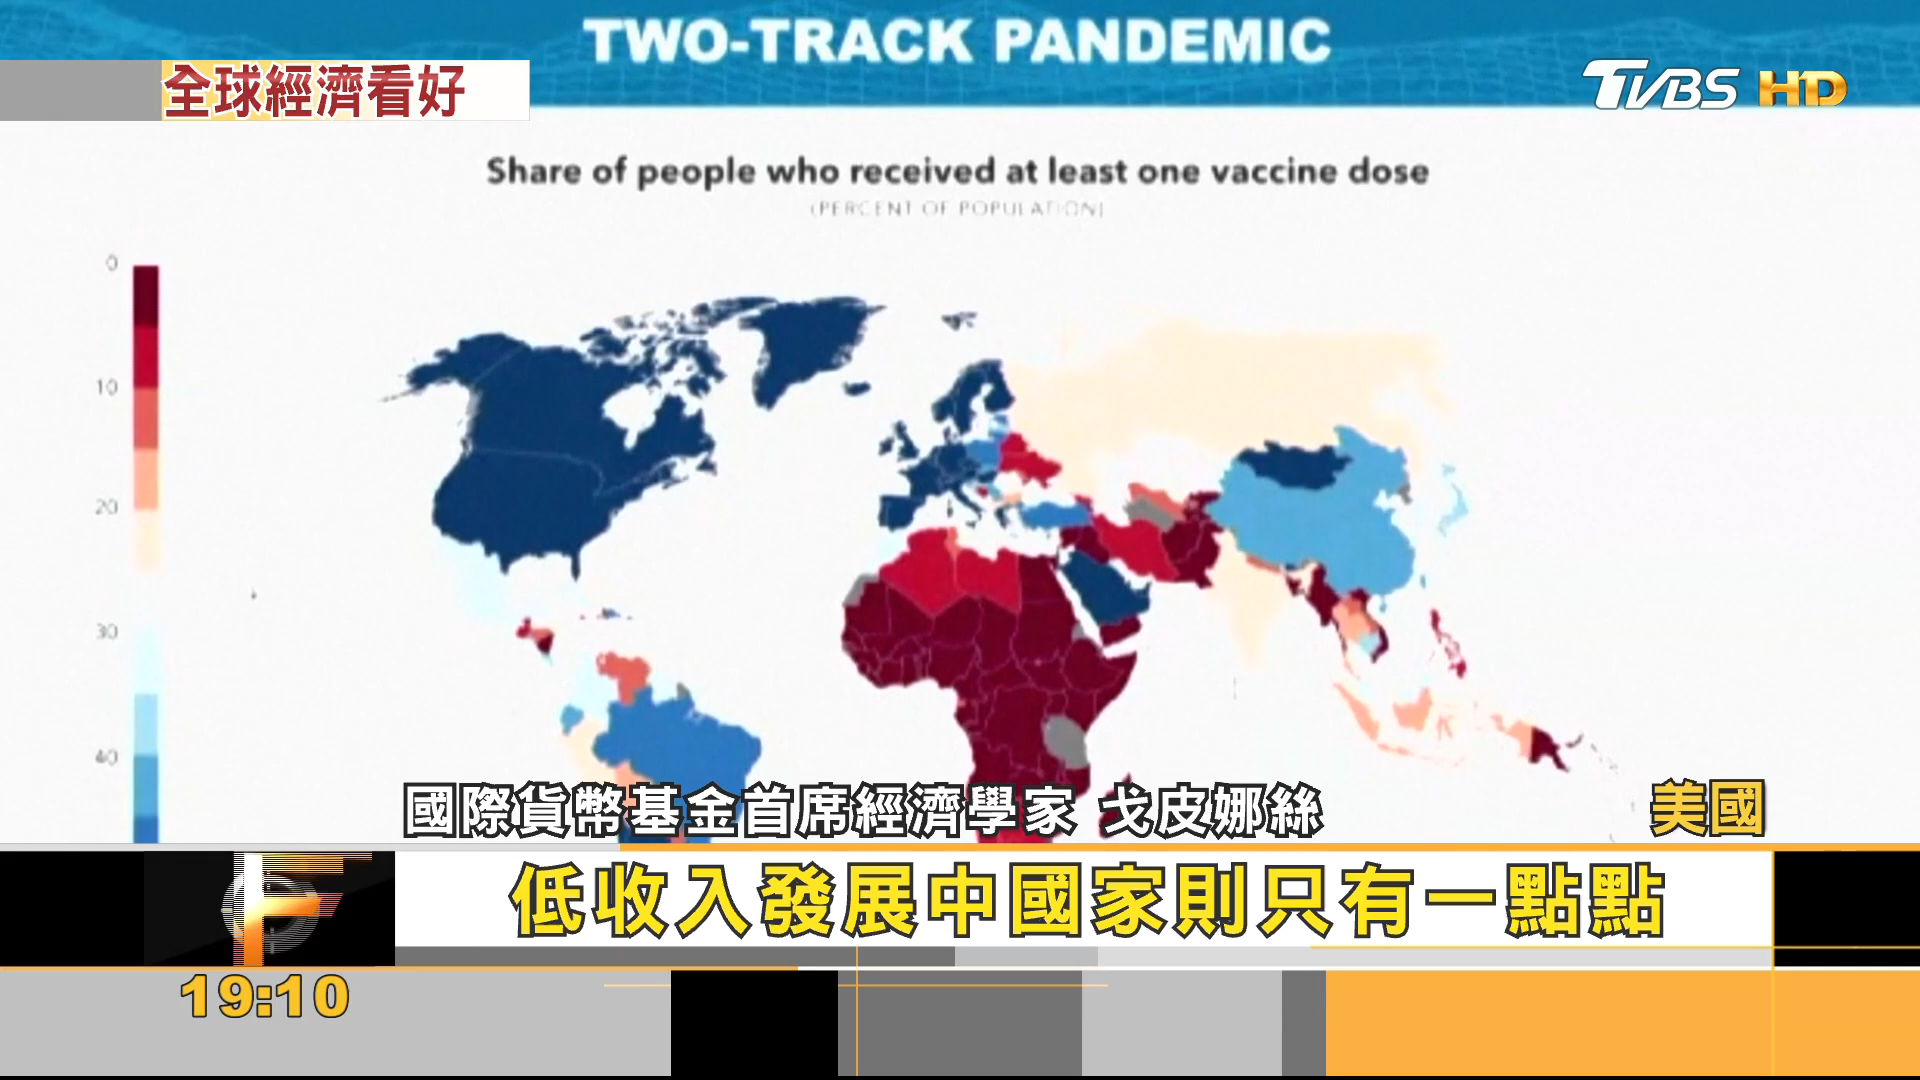 TWO-TRACK PANDEMIC
全球經濟看好
TVBS HD
Share of people who received at least one vaccine dose
(PERCENT OF POPULATION)
0
10
20
30
40
國際貨幣基金首席經濟學家 戈皮娜絲
美國
低收入發展中國家則只有一點點
19:10